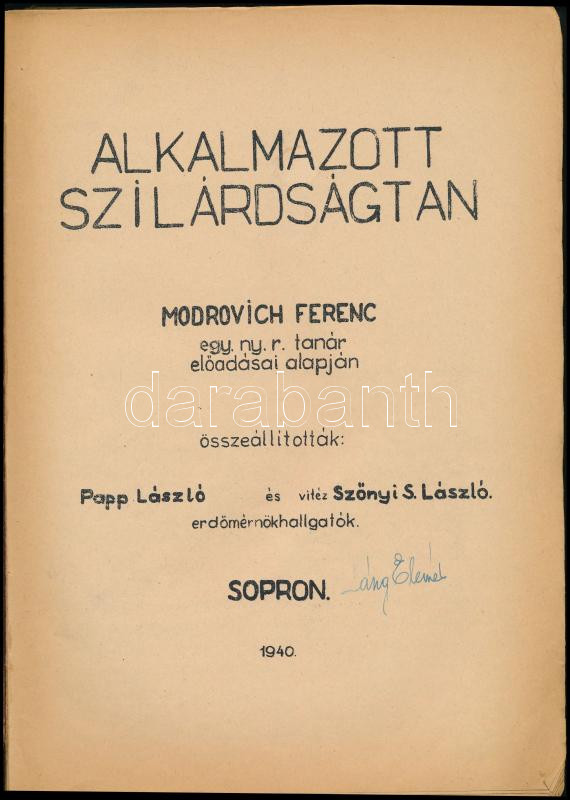 ALKALMAZOTT
SZILÁRDSÁGTAN
MODROVICH FERENC
egy. ny. r. tanár
előadásai alapján
darabanth
összeállították:
Papp László és vitéz Szőnyi S. László.
erdőmérnökhallgatók.
SOPRON. Láng Elemér
1940.